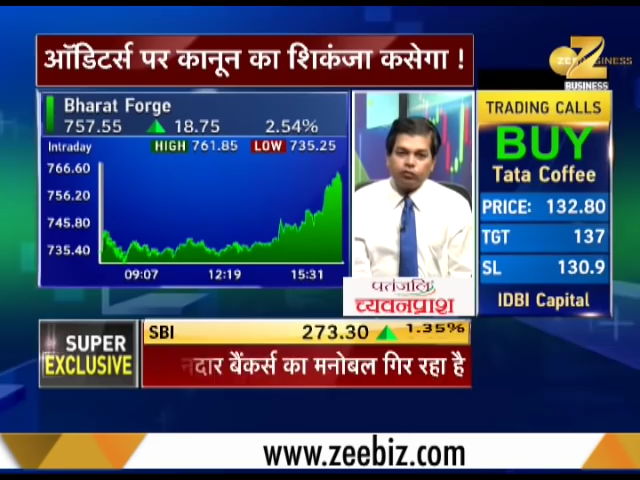 ऑडिटर्स पर कानून का शिकंजा कसेगा !
ZEE BUSINESS
BUSINESS
Bharat Forge
757.55 18.75 2.54%
Intraday HIGH 761.85 LOW 735.25
766.60
756.20
745.80
735.40
09:07 12:19 15:31
पतंजलि
च्यवनप्राश
TRADING CALLS
BUY
Tata Coffee
PRICE: 132.80
TGT 137
SL 130.9
IDBI Capital
SUPER
EXCLUSIVE
SBI 273.30 1.35%
बैंकर्स का मनोबल गिर रहा है
www.zeebiz.com